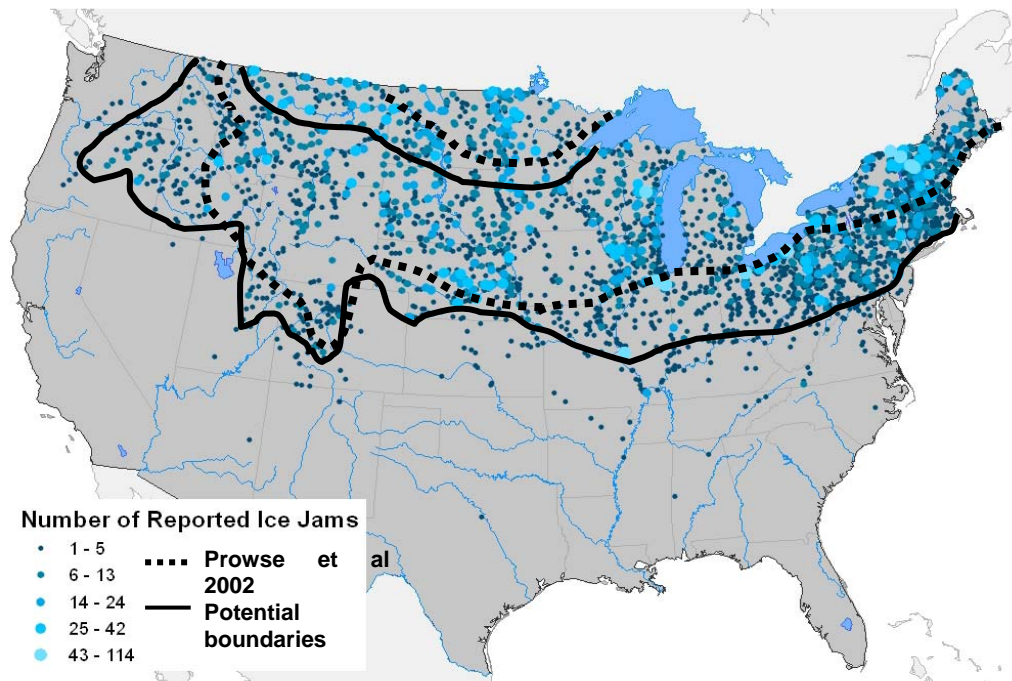 Number of Reported Ice Jams
1 - 5
6 - 13
14 - 24
25 - 42
43 - 114
Prowse et al
2002
Potential
boundaries